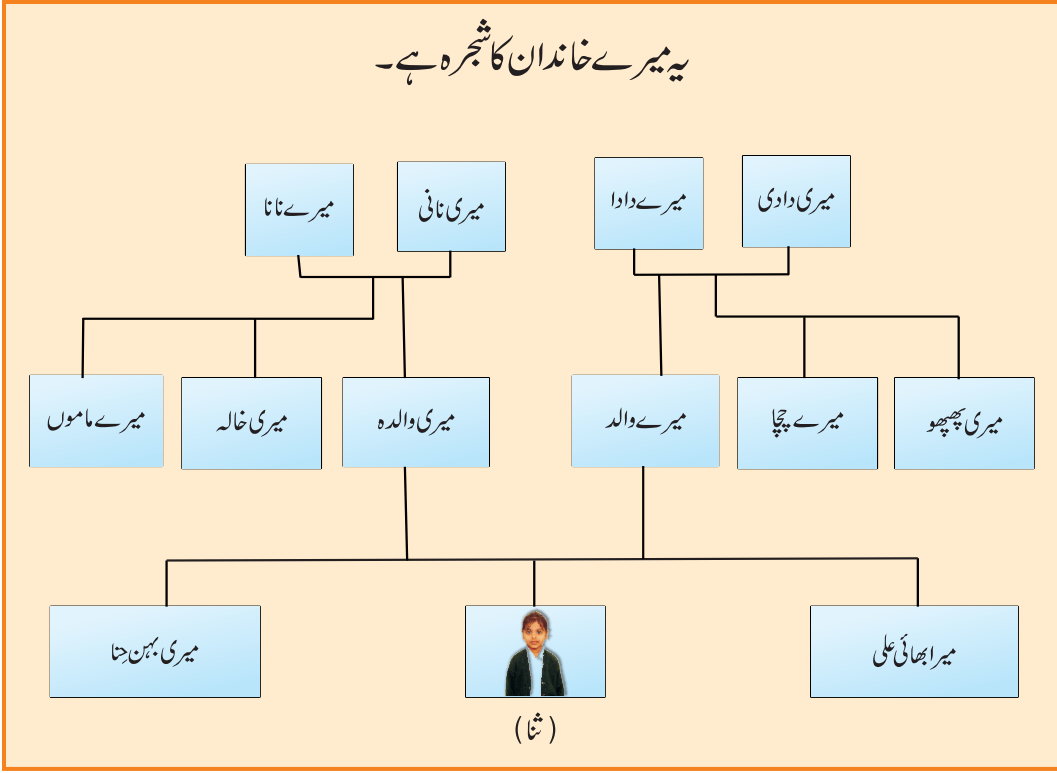 یہ میرے خاندان کا شجرہ ہے۔
میری دادی
میرے دادا
میری نانی
میرے نانا
میری پھپھو
میرے چچا
میرے والد
میری والدہ
میری خالہ
میرے ماموں
میرا بھائی علی
میری بہن حِنا
(ثنا)